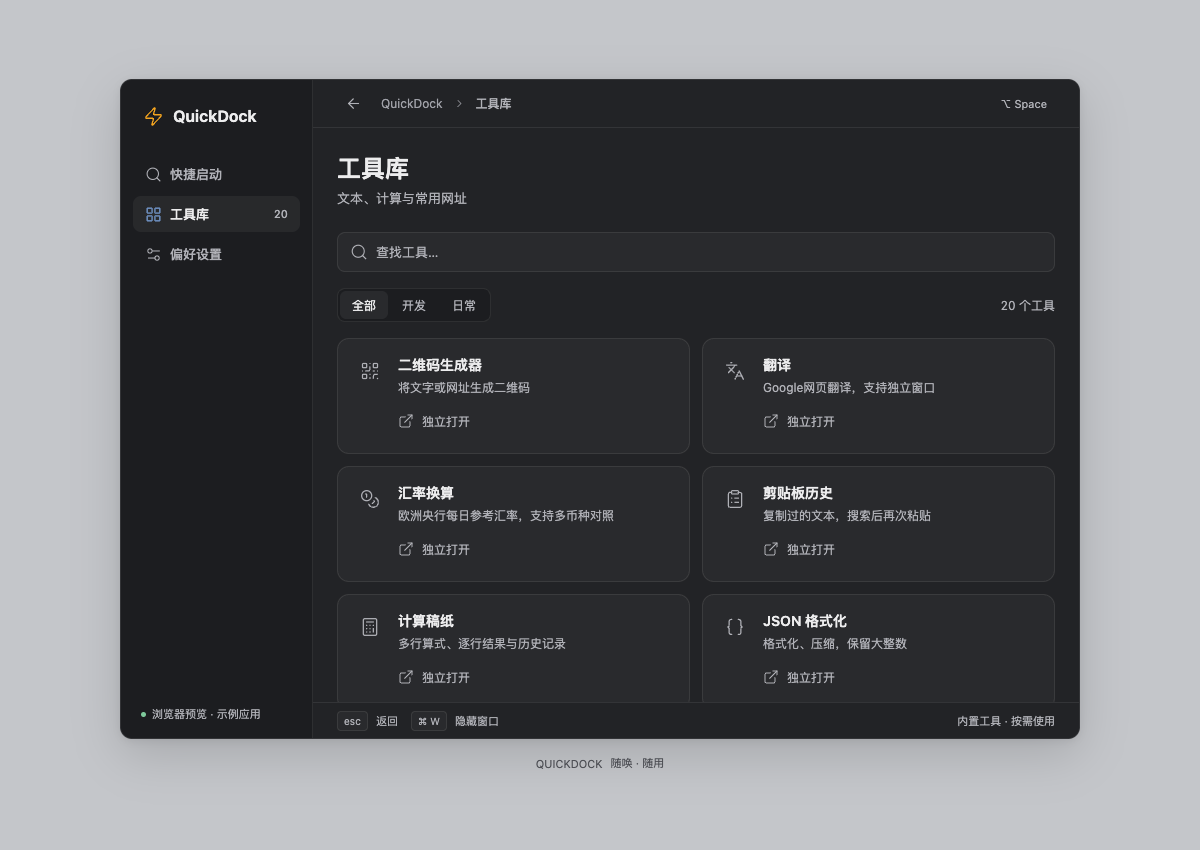 QuickDock
快捷启动
工具库 20
偏好设置
浏览器预览 · 示例应用
QuickDock 工具库
⌥ Space
工具库
文本、计算与常用网址
查找工具...
全部 开发 日常
20 个工具
二维码生成器
将文字或网址生成二维码
独立打开
翻译
Google网页翻译，支持独立窗口
独立打开
汇率换算
欧洲央行每日参考汇率，支持多币种对照
独立打开
剪贴板历史
复制过的文本，搜索后再次粘贴
独立打开
计算稿纸
多行算式、逐行结果与历史记录
独立打开
JSON 格式化
格式化、压缩，保留大整数
独立打开
esc 返回 ⌘ W 隐藏窗口
内置工具 · 按需使用
QUICKDOCK 随唤 · 随用